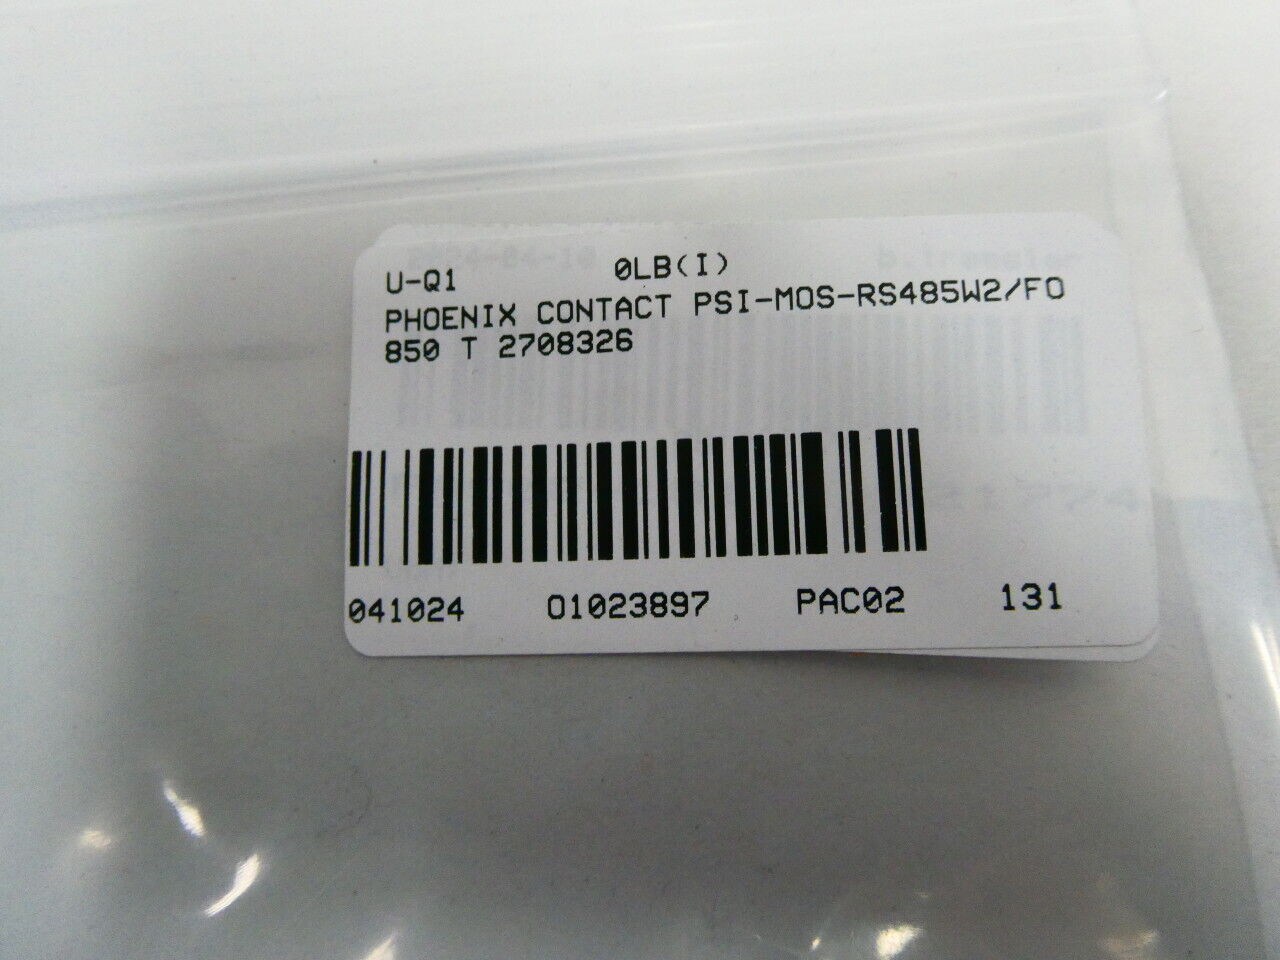 U-Q1 0LB(I)
PHOENIX CONTACT PSI-MOS-RS485W2/FO
850 T 2708326
041024 01023897 PAC02 131